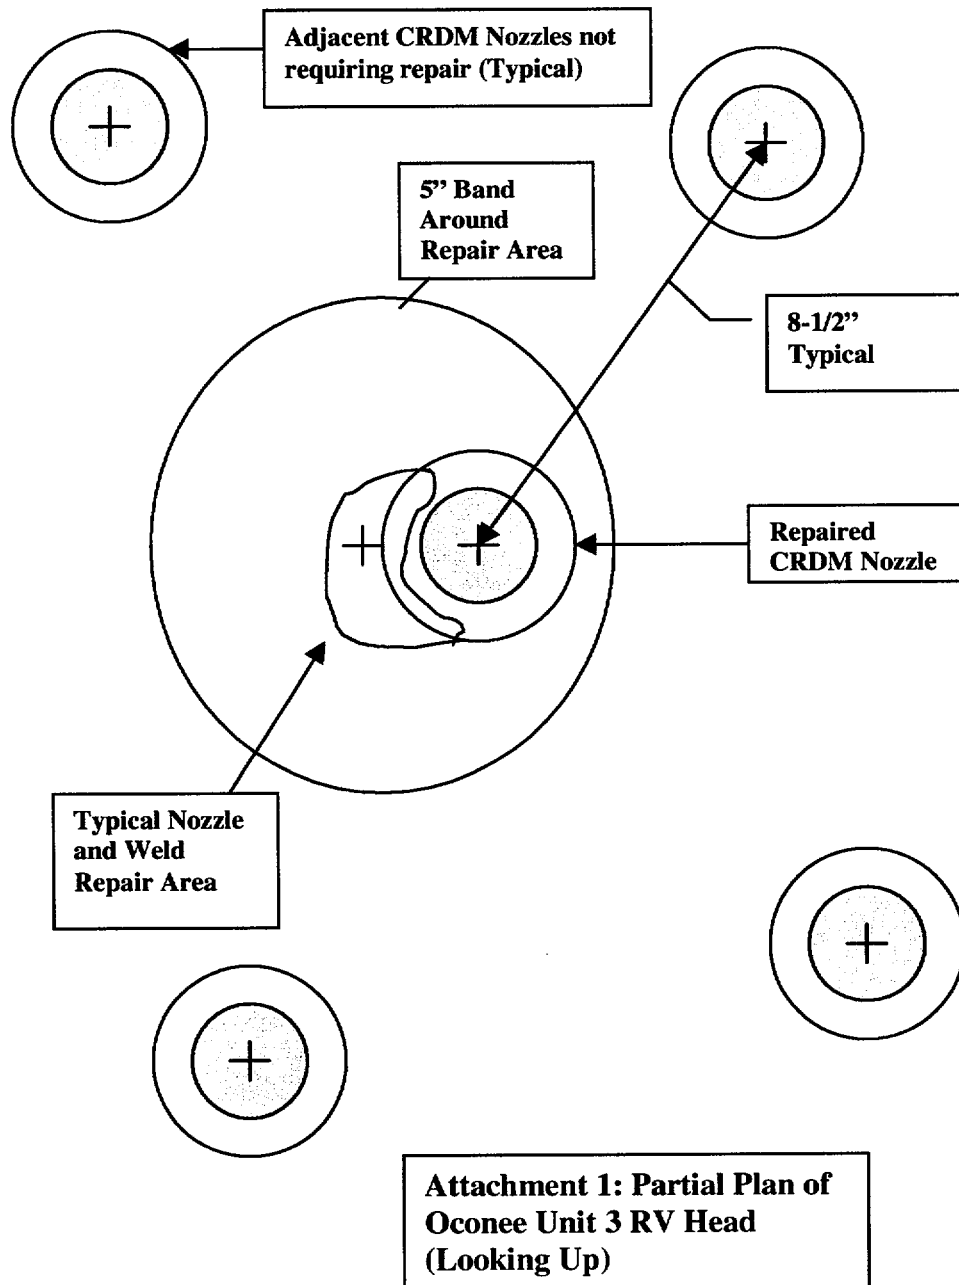 Adjacent CRDM Nozzles not
requiring repair (Typical)
5” Band
Around
Repair Area
8-1/2”
Typical
Repaired
CRDM Nozzle
Typical Nozzle
and Weld
Repair Area
Attachment 1: Partial Plan of
Oconee Unit 3 RV Head
(Looking Up)